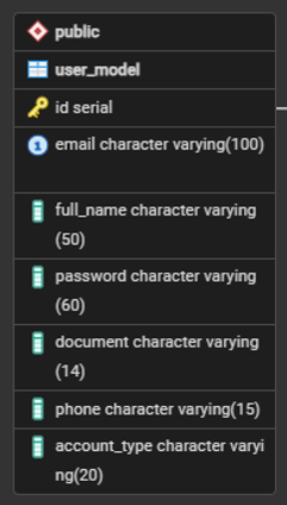 public
user_model
id serial
1
email character varying(100)
full_name character varying
(50)
password character varying
(60)
document character varying
(14)
phone character varying(15)
account_type character varyi
ng(20)